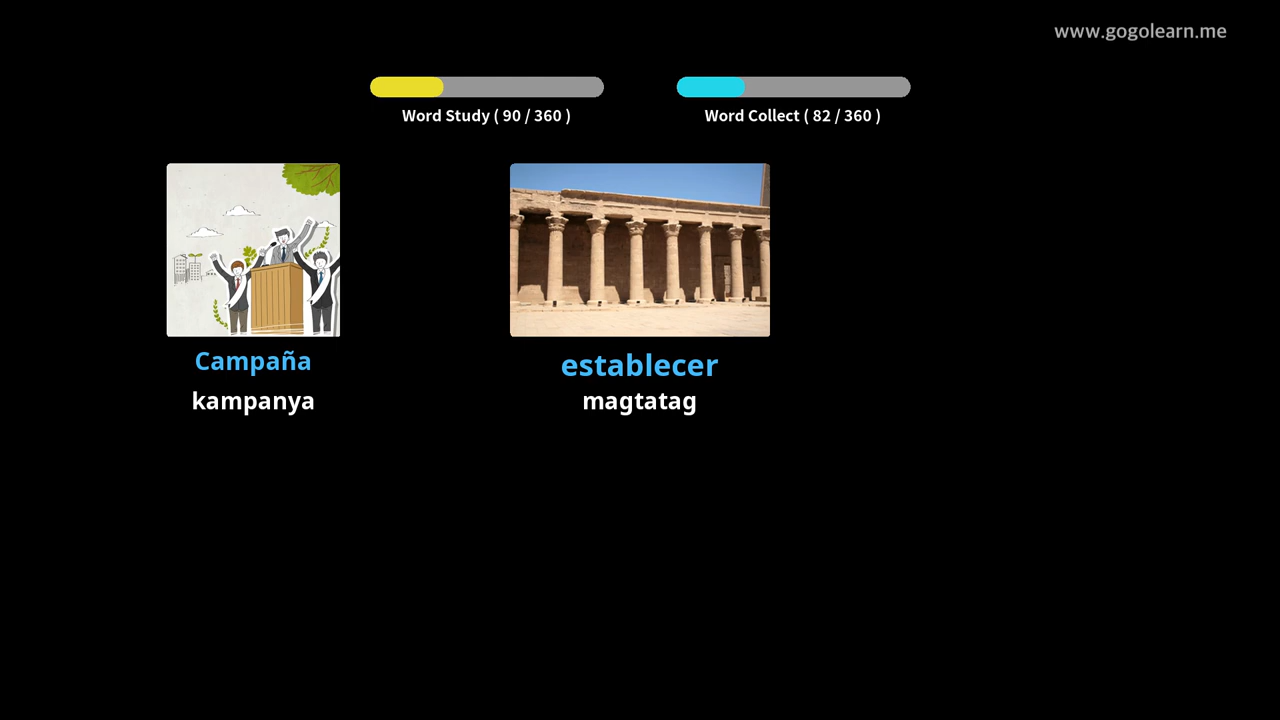 www.gogolearn.me
Word Study ( 90 / 360 )
Word Collect ( 82 / 360 )
Campaña
kampanya
establecer
magtatag